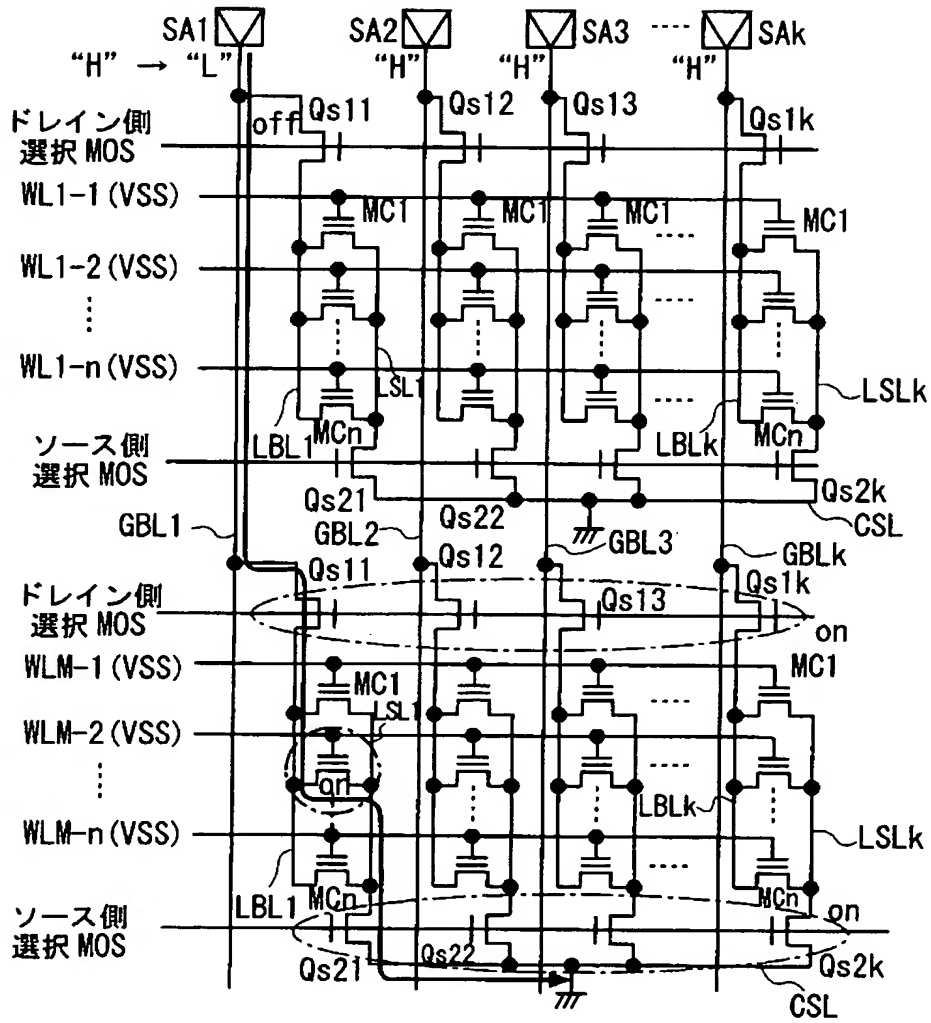 SA1 SA2 SA3 ····· SAk
“H” → “L” “H” “H” “H”
Qs11 Qs12 Qs13 Qs1k
off
ドレイン側
選択 MOS
WL1-1(VSS)
MC1 MC1 MC1 MC1
WL1-2(VSS)
WL1-n(VSS)
LSL1 LSLk
LBL1 MCn LBLk MCn
ソース側
選択 MOS
Qs21 Qs22 Qs2k
CSL
GBL1 GBL2 GBL3 GBLk
Qs11 Qs12 Qs13 Qs1k
ドレイン側
選択 MOS
on
WLM-1(VSS)
MC1 MC1
LSL1
WLM-2(VSS)
on
LBLk
WLM-n(VSS)
LSLk
LBL1 MCn MCn
on
ソース側
選択 MOS
Qs21 Qs22 Qs2k
CSL